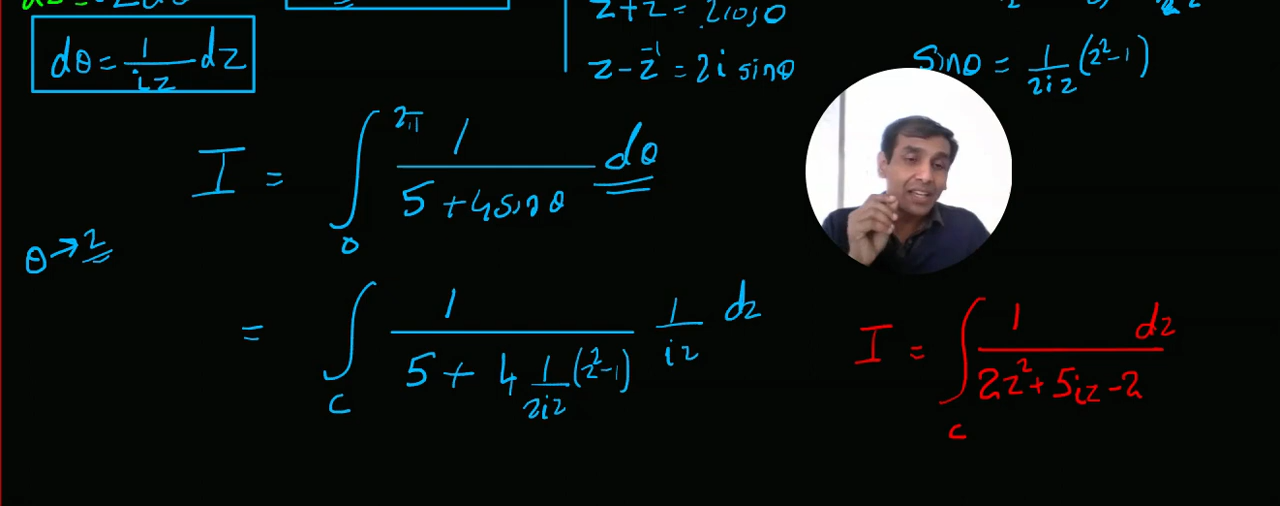 z+z⁻¹ = 2cosθ
dθ = 1/(iz) dz
z−z⁻¹ = 2i sinθ
Sinθ = 1/(2iz) (z²−1)
I = ∫₀^{2π} 1/(5+4sinθ) dθ
θ→z
= ∫_C 1/(5+4 1/(2iz) (z²−1)) 1/(iz) dz
I = ∫_C 1/(2z²+5iz−2) dz